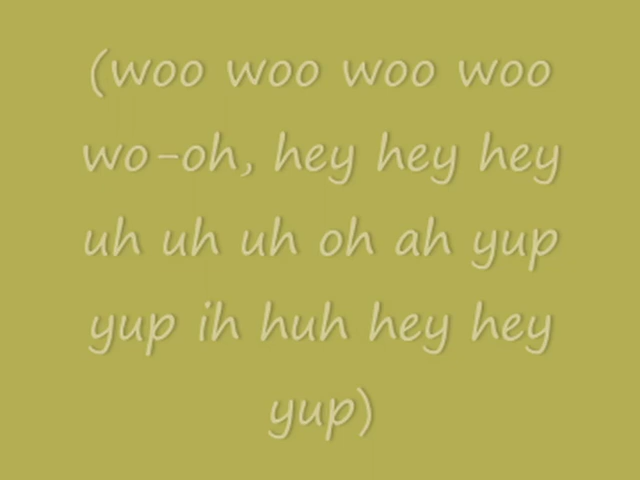 (woo woo woo woo
wo-oh, hey hey hey
uh uh uh oh ah yup
yup ih huh hey hey
yup)